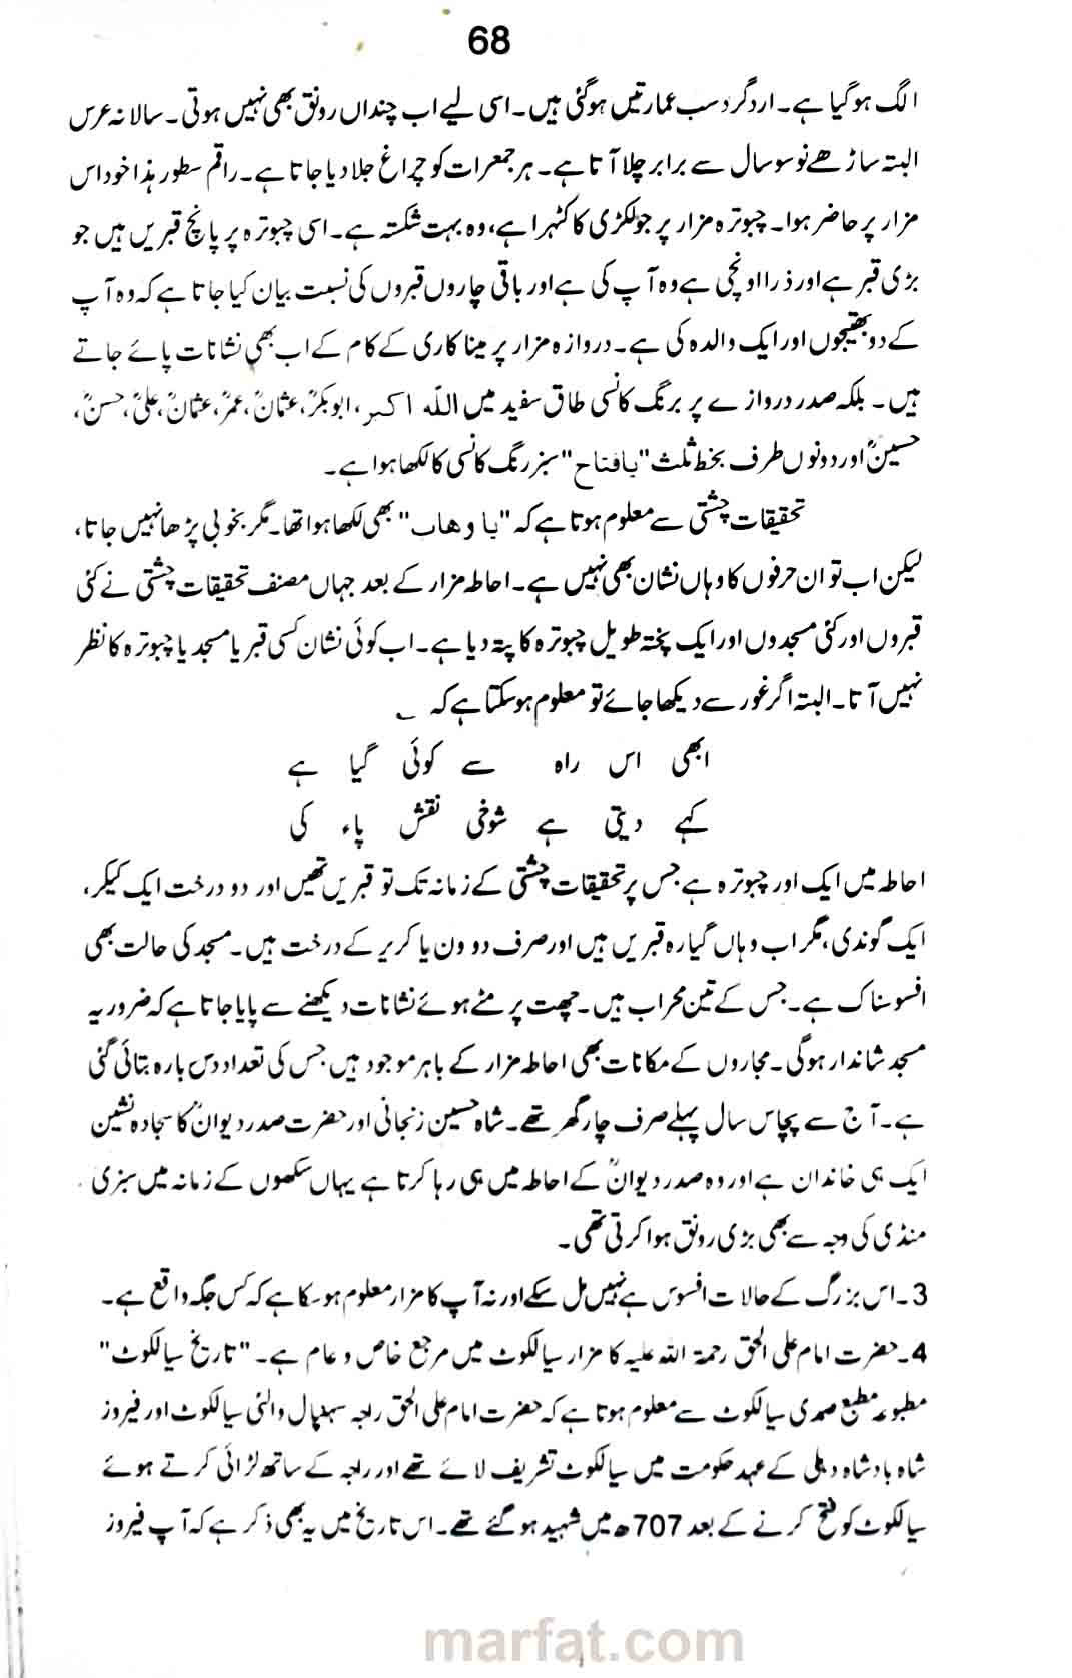 68
الگ ہو گیا ہے۔ اردگرد سب عمارتیں ہو گئی ہیں۔ اسی لیے اب چنداں رونق بھی نہیں ہوتی۔ سالانہ عرس
البتہ ساڑھے نو سو سال سے برابر چلا آتا ہے۔ ہر جمعرات کو چراغ جلا دیا جاتا ہے۔ راقم سطور ہذا خود اس
مزار پر حاضر ہوا۔ چبوترہ مزار پر جو لکڑی کا کٹہرا ہے، وہ بہت شکستہ ہے۔ اسی چبوترہ پر پانچ قبریں ہیں جو
بڑی قبر ہے اور ذرا اونچی ہے وہ آپ کی ہے اور باقی چاروں قبروں کی نسبت بیان کیا جاتا ہے کہ وہ آپ
کے دو بھتیجوں اور ایک والدہ کی ہے۔ دروازہ مزار پر مینا کاری کے کام کے اب بھی نشانات پائے جاتے
ہیں۔ بلکہ صدر دروازے پر برنگ کانسی طاق سفید میں اللہ اکبر، ابوبکرؓ، عثمانؓ، عمرؓ، عثمانؓ، علیؓ، حسنؓ،
حسینؓ اور دونوں طرف بخط ثلث "یا فتاح" سبز رنگ کانسی کا لکھا ہوا ہے۔
تحقیقات چشتی سے معلوم ہوتا ہے کہ "یا وھاب" بھی لکھا ہوا تھا۔ مگر بخوبی پڑھا نہیں جاتا،
لیکن اب تو ان حرفوں کا وہاں نشان بھی نہیں ہے۔ احاطہ مزار کے بعد جہاں مصنف تحقیقات چشتی نے کئی
قبروں اور کئی مسجدوں اور ایک پختہ طویل چبوترہ کا پتہ دیا ہے۔ اب کوئی نشان کسی قبر یا مسجد یا چبوترہ کا نظر
نہیں آتا۔ البتہ اگر غور سے دیکھا جائے تو معلوم ہو سکتا ہے کہ ؎
ابھی اس راہ سے کوئی گیا ہے
کہے دیتی ہے شوخی نقش پاء کی
احاطہ میں ایک اور چبوترہ ہے جس پر تحقیقات چشتی کے زمانہ تک تو قبریں تھیں اور دو درخت ایک کیکر،
ایک گوندی، مگر اب وہاں گیارہ قبریں ہیں اور صرف دو ون یا کریر کے درخت ہیں۔ مسجد کی حالت بھی
افسوسناک ہے۔ جس کے تین محراب ہیں۔ چھت پر مٹے ہوئے نشانات دیکھنے سے پایا جاتا ہے کہ ضرور یہ
مسجد شاندار ہوگی۔ مجاروں کے مکانات بھی احاطہ مزار کے باہر موجود ہیں جس کی تعداد دس بارہ بتائی گئی
ہے۔ آج سے پچاس سال پہلے صرف چار گھر تھے۔ شاہ حسین زنجانی اور حضرت صدر دیوانؒ کا سجادہ نشین
ایک ہی خاندان ہے اور وہ صدر دیوانؒ کے احاطہ میں ہی رہا کرتا ہے یہاں سکھوں کے زمانہ میں سبزی
منڈی کی وجہ سے بھی بڑی رونق ہوا کرتی تھی۔
3۔ اس بزرگ کے حالات افسوس ہے نہیں مل سکے اور نہ آپ کا مزار معلوم ہو سکا ہے کہ کس جگہ واقع ہے۔
4۔ حضرت امام علی الحق رحمۃ اللہ علیہ کا مزار سیالکوٹ میں مرجع خاص و عام ہے۔ "تاریخ سیالکوٹ"
مطبوعہ مطبع صمدی سیالکوٹ سے معلوم ہوتا ہے کہ حضرت امام علی الحق راجہ سہنپال والئی سیالکوٹ اور فیروز
شاہ بادشاہ دہلی کے عہد حکومت میں سیالکوٹ تشریف لائے تھے اور راجہ کے ساتھ لڑائی کرتے ہوئے
سیالکوٹ کو فتح کرنے کے بعد 707ھ میں شہید ہو گئے تھے۔ اس تاریخ میں یہ بھی ذکر ہے کہ آپ فیروز
marfat.com